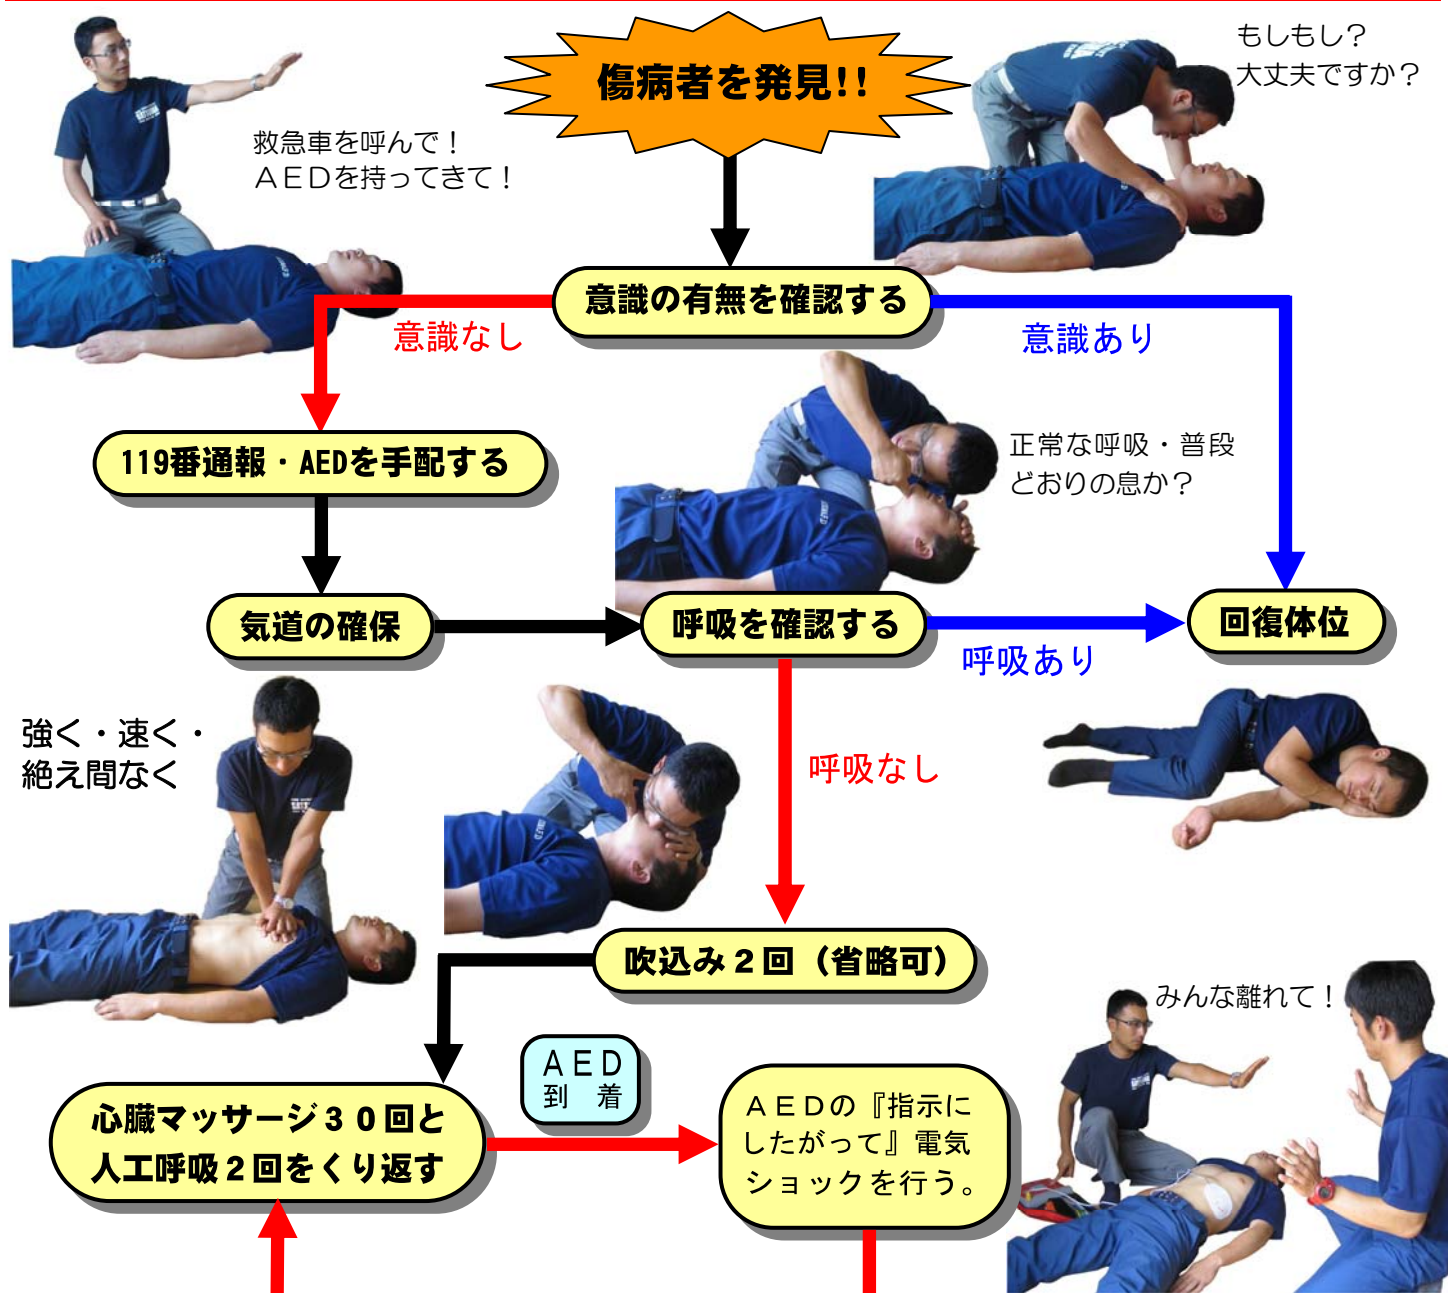 傷病者を発見!!
もしもし？
大丈夫ですか？
救急車を呼んで！
ＡＥＤを持ってきて！
意識の有無を確認する
意識なし
意識あり
119番通報・AEDを手配する
正常な呼吸・普段
どおりの息か？
気道の確保
呼吸を確認する
回復体位
呼吸あり
強く・速く・
絶え間なく
呼吸なし
吹込み２回（省略可）
みんな離れて！
ＡＥＤ
到　着
心臓マッサージ３０回と
人工呼吸２回をくり返す
ＡＥＤの『指示に
したがって』電気
ショックを行う。